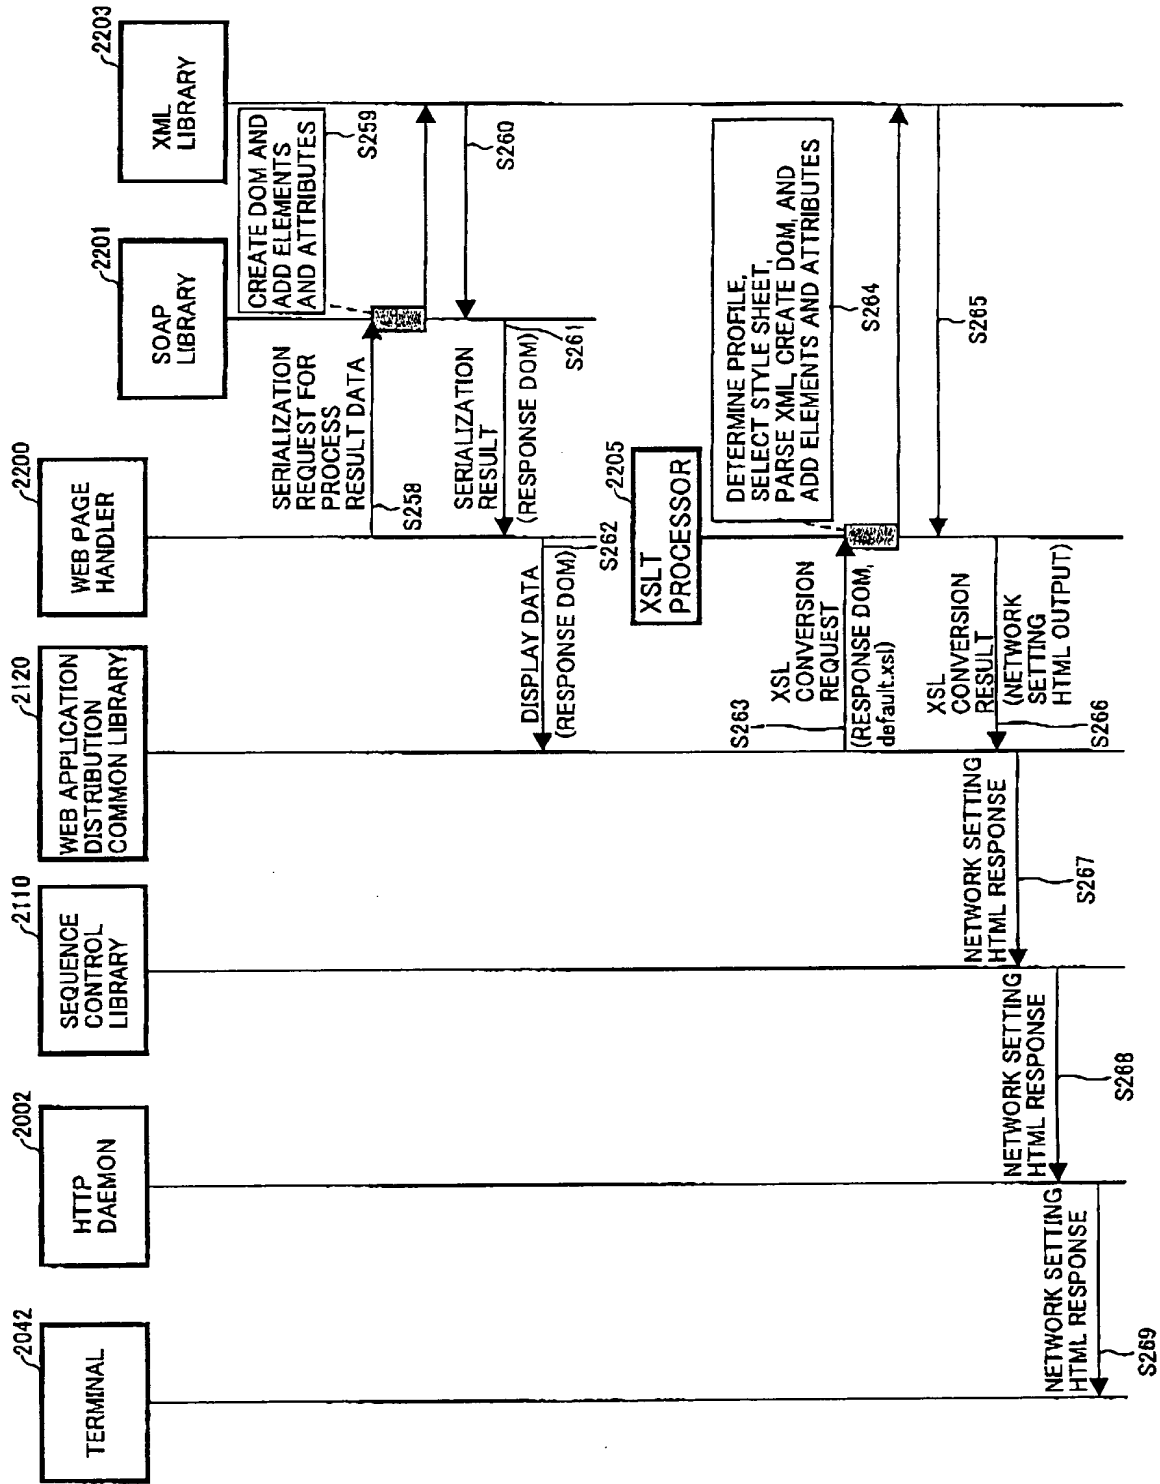 2042
TERMINAL
2002
HTTP
DAEMON
2110
SEQUENCE
CONTROL
LIBRARY
2120
WEB APPLICATION
DISTRIBUTION
COMMON LIBRARY
2200
WEB PAGE
HANDLER
2201
SOAP
LIBRARY
2203
XML
LIBRARY
CREATE DOM AND
ADD ELEMENTS
AND ATTRIBUTES
S259
SERIALIZATION
REQUEST FOR
PROCESS
RESULT DATA
S258
S260
SERIALIZATION
RESULT
(RESPONSE DOM)
S261
DISPLAY DATA
(RESPONSE DOM)
S262
2205
XSLT
PROCESSOR
DETERMINE PROFILE,
SELECT STYLE SHEET,
PARSE XML, CREATE DOM, AND
ADD ELEMENTS AND ATTRIBUTES
S264
XSL
CONVERSION
REQUEST
(RESPONSE DOM,
default.xsl)
S263
S265
XSL
CONVERSION
RESULT
(NETWORK
SETTING
HTML OUTPUT)
S266
NETWORK SETTING
HTML RESPONSE
S267
NETWORK SETTING
HTML RESPONSE
S268
NETWORK SETTING
HTML RESPONSE
S269